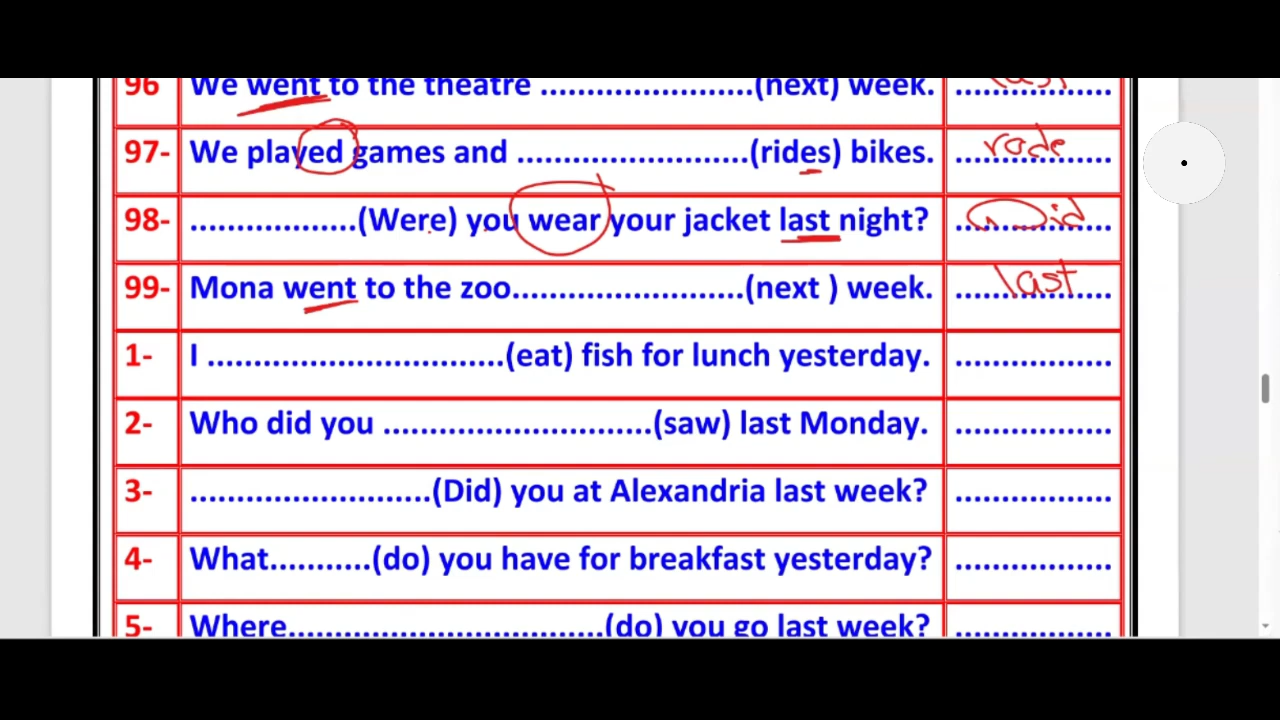 96 We went to the theatre ........................(next) week. last
97- We played games and .........................(rides) bikes. rode
98- ..................(Were) you wear your jacket last night? Did
99- Mona went to the zoo.........................(next ) week. last
1- I ................................(eat) fish for lunch yesterday. .................
2- Who did you .............................(saw) last Monday. .................
3- ..........................(Did) you at Alexandria last week? .................
4- What...........(do) you have for breakfast yesterday? .................
5- Where..................................(do) you go last week? .................